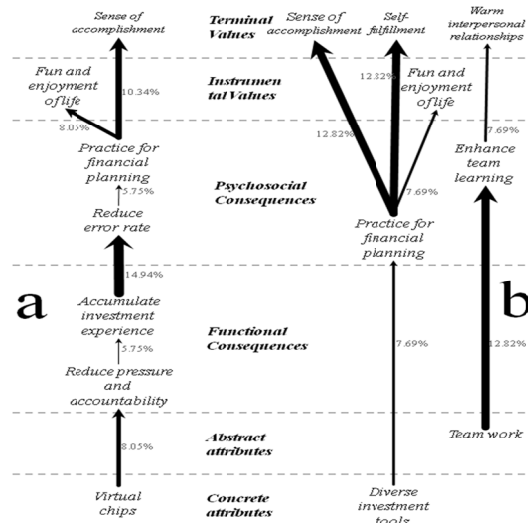 Sense of
accomplishment
Terminal
Values
Sense of
accomplishment
Self-
fulfillment
Warm
interpersonal
relationships
Fun and
enjoyment
of life
10.34%
8.05%
Instrumen
tal Values
12.82%
12.82%
Fun and
enjoyment
of life
7.69%
Practice for
financial
planning
5.75%
Reduce
error rate
Psychosocial
Consequences
7.69%
Practice for
financial
planning
Enhance
team
learning
a
14.94%
Accumulate
investment
experience
5.75%
Reduce pressure
and
accountability
Functional
Consequences
7.69%
b
12.82%
8.05%
Abstract
attributes
Team work
Virtual
chips
Concrete
attributes
Diverse
investment
tools